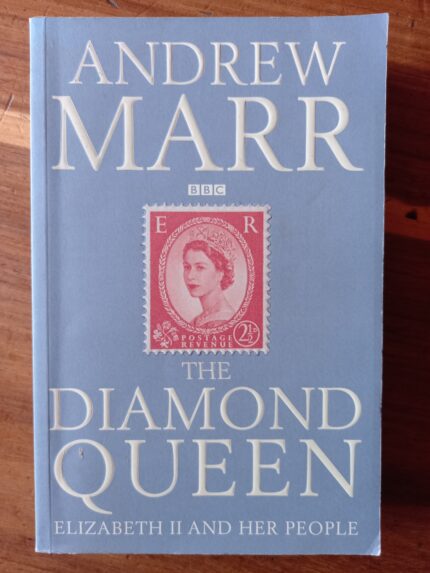 ANDREW
MARR
BBC
E R
POSTAGE
REVENUE
2½D
THE
DIAMOND
QUEEN
ELIZABETH II AND HER PEOPLE